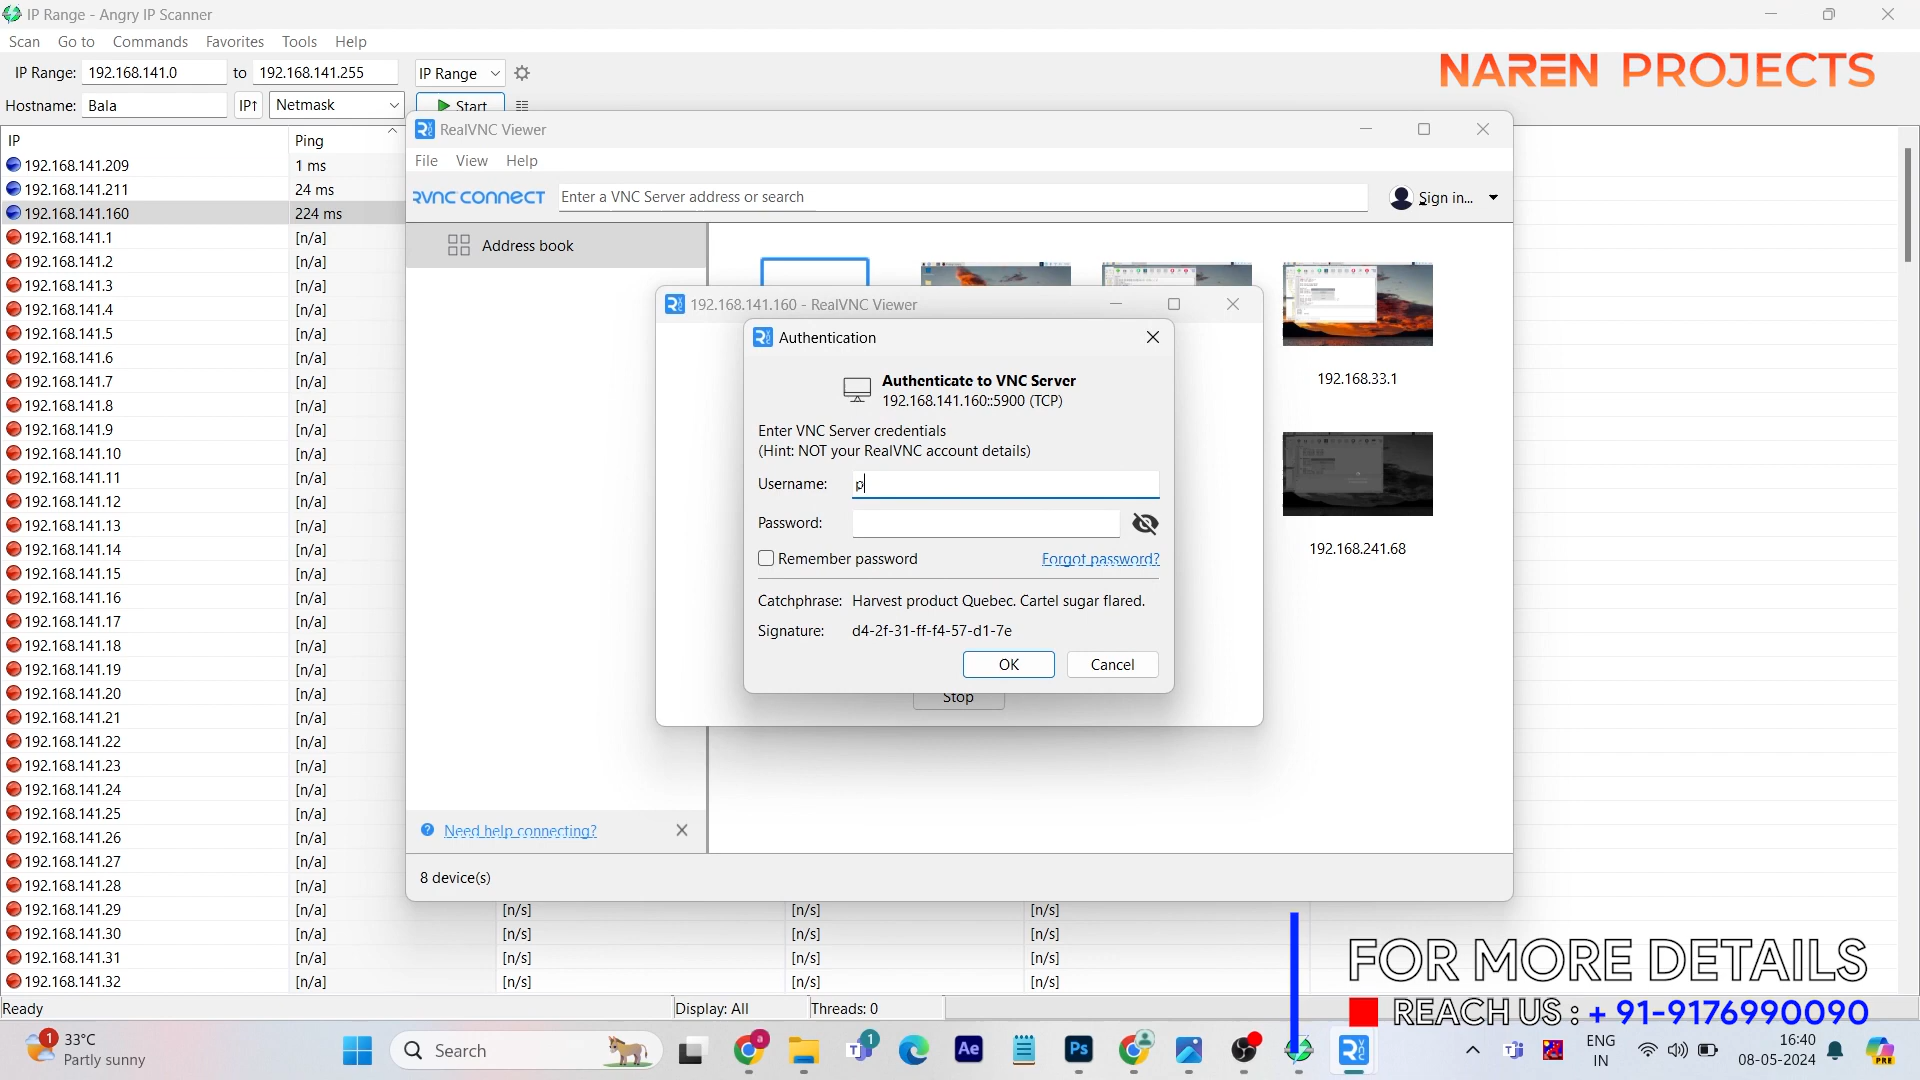 IP Range - Angry IP Scanner
Scan Go to Commands Favorites Tools Help
IP Range: 192.168.141.0 to 192.168.141.255 IP Range
NAREN PROJECTS
Hostname: Bala IP↑ Netmask Start
IP Ping
192.168.141.209 1 ms
192.168.141.211 24 ms
192.168.141.160 224 ms
192.168.141.1 [n/a]
192.168.141.2 [n/a]
192.168.141.3 [n/a]
192.168.141.4 [n/a]
192.168.141.5 [n/a]
192.168.141.6 [n/a]
192.168.141.7 [n/a]
192.168.141.8 [n/a]
192.168.141.9 [n/a]
192.168.141.10 [n/a]
192.168.141.11 [n/a]
192.168.141.12 [n/a]
192.168.141.13 [n/a]
192.168.141.14 [n/a]
192.168.141.15 [n/a]
192.168.141.16 [n/a]
192.168.141.17 [n/a]
192.168.141.18 [n/a]
192.168.141.19 [n/a]
192.168.141.20 [n/a]
192.168.141.21 [n/a]
192.168.141.22 [n/a]
192.168.141.23 [n/a]
192.168.141.24 [n/a]
192.168.141.25 [n/a]
192.168.141.26 [n/a]
192.168.141.27 [n/a]
192.168.141.28 [n/a]
192.168.141.29 [n/a] [n/s] [n/s] [n/s]
192.168.141.30 [n/a] [n/s] [n/s] [n/s]
192.168.141.31 [n/a] [n/s] [n/s] [n/s]
192.168.141.32 [n/a] [n/s] [n/s] [n/s]
Ready Display: All Threads: 0
RealVNC Viewer
File View Help
RVNC CONNECT Enter a VNC Server address or search Sign in...
Address book
192.168.33.1
192.168.241.68
Need help connecting?
8 device(s)
192.168.141.160 - RealVNC Viewer
Authentication
Authenticate to VNC Server
192.168.141.160::5900 (TCP)
Enter VNC Server credentials
(Hint: NOT your RealVNC account details)
Username: p
Password:
Remember password Forgot password?
Catchphrase: Harvest product Quebec. Cartel sugar flared.
Signature: d4-2f-31-ff-f4-57-d1-7e
OK Cancel
Stop
FOR MORE DETAILS
REACH US : + 91-9176990090
1 33°C
Partly sunny
Search
a
1
Ae
Ps
ENG
IN
16:40
08-05-2024
PRE